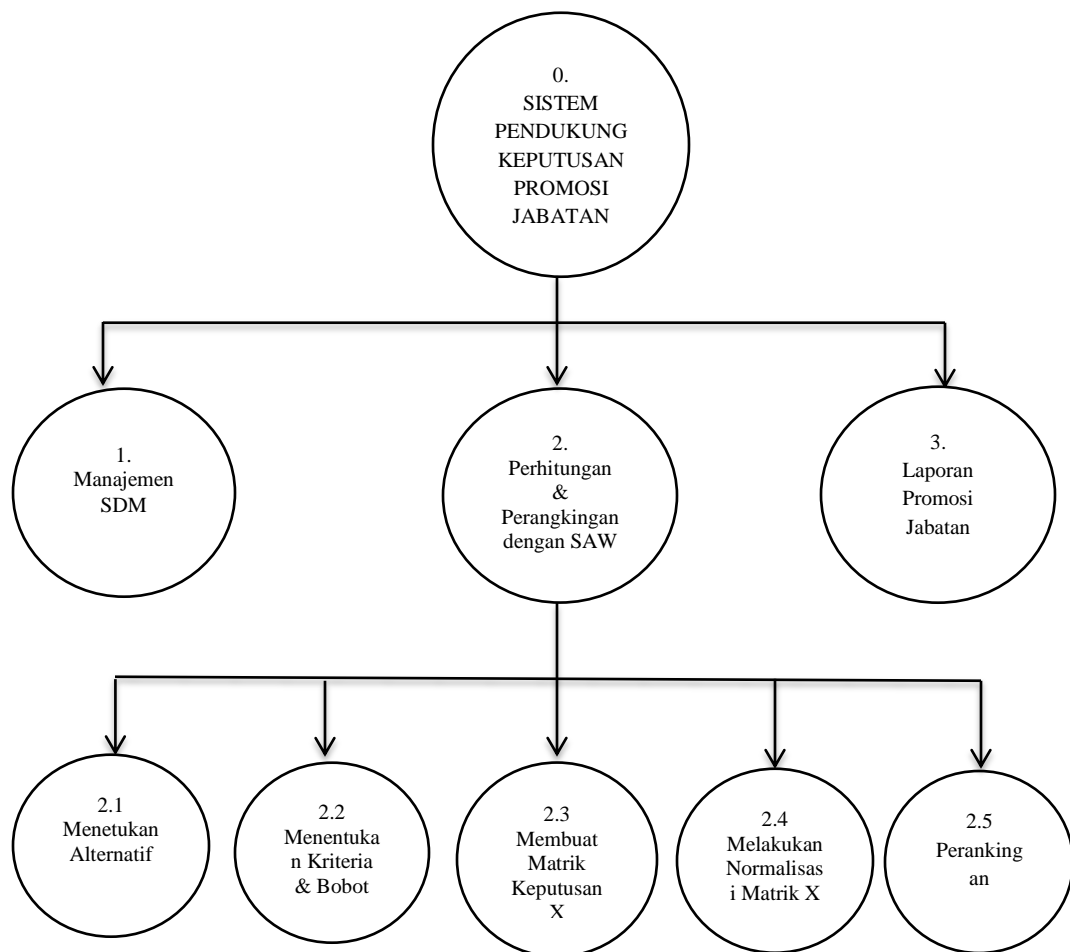 0.
SISTEM
PENDUKUNG
KEPUTUSAN
PROMOSI
JABATAN
1.
Manajemen
SDM
2.
Perhitungan
&
Perangkingan
dengan SAW
3.
Laporan
Promosi
Jabatan
2.1
Menetukan
Alternatif
2.2
Menentuka
n Kriteria
& Bobot
2.3
Membuat
Matrik
Keputusan
X
2.4
Melakukan
Normalisas
i Matrik X
2.5
Peranking
an